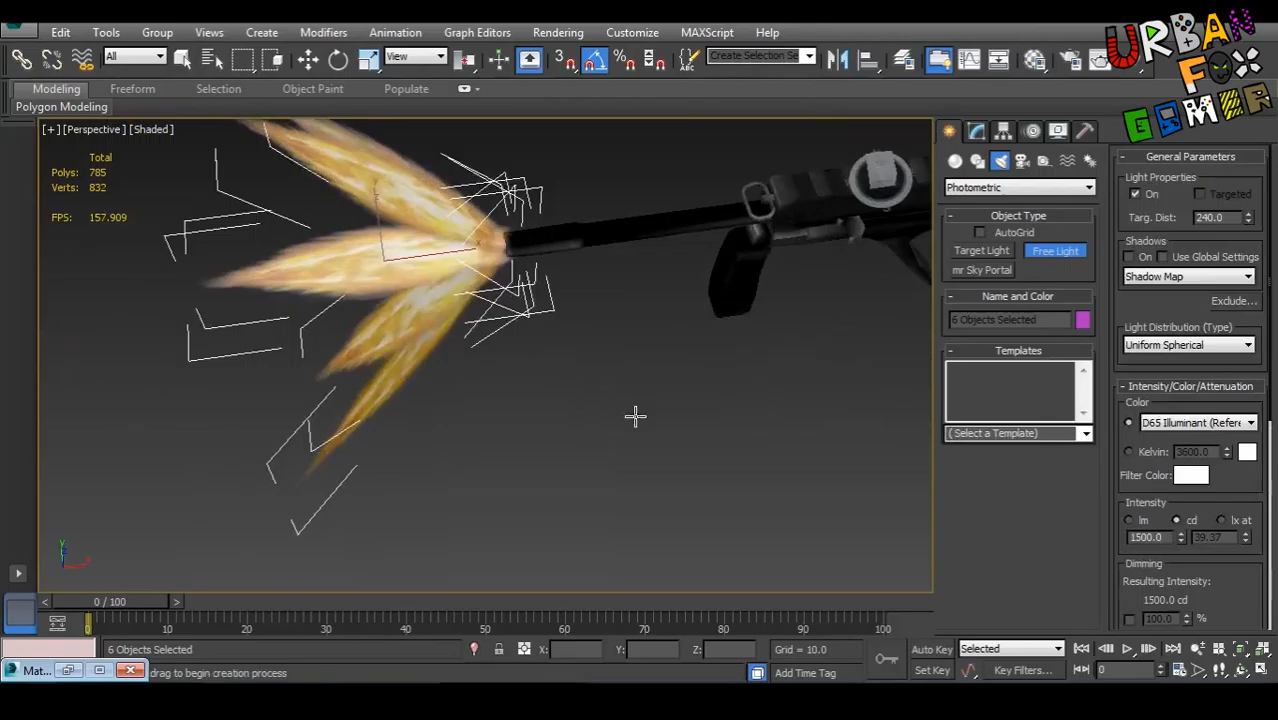 URBAN
FOX
GAMER
Edit Tools Group Views Create Modifiers Animation Graph Editors Rendering Customize MAXScript Help
All View 3 % Create Selection Se
Modeling Freeform Selection Object Paint Populate
Polygon Modeling
[+] [Perspective] [Shaded]
Total
Polys: 785
Verts: 832
FPS: 157.909
Photometric
- Object Type
AutoGrid
Target Light Free Light
mr Sky Portal
- Name and Color
6 Objects Selected
- Templates
(Select a Template)
- General Parameters
Light Properties
On Targeted
Targ. Dist: 240.0
Shadows
On Use Global Settings
Shadow Map
Exclude...
Light Distribution (Type)
Uniform Spherical
- Intensity/Color/Attenuation
Color
D65 Illuminant (Refere
Kelvin: 3600.0
Filter Color:
Intensity
lm cd lx at
1500.0 39.37
Dimming
Resulting Intensity:
1500.0 cd
100.0 %
y x
< 0 / 100 >
0 10 20 30 40 50 60 70 80 90 100
6 Objects Selected X: Y: Z: Grid = 10.0 Auto Key Selected
Mat... drag to begin creation process Add Time Tag Set Key Key Filters... 0